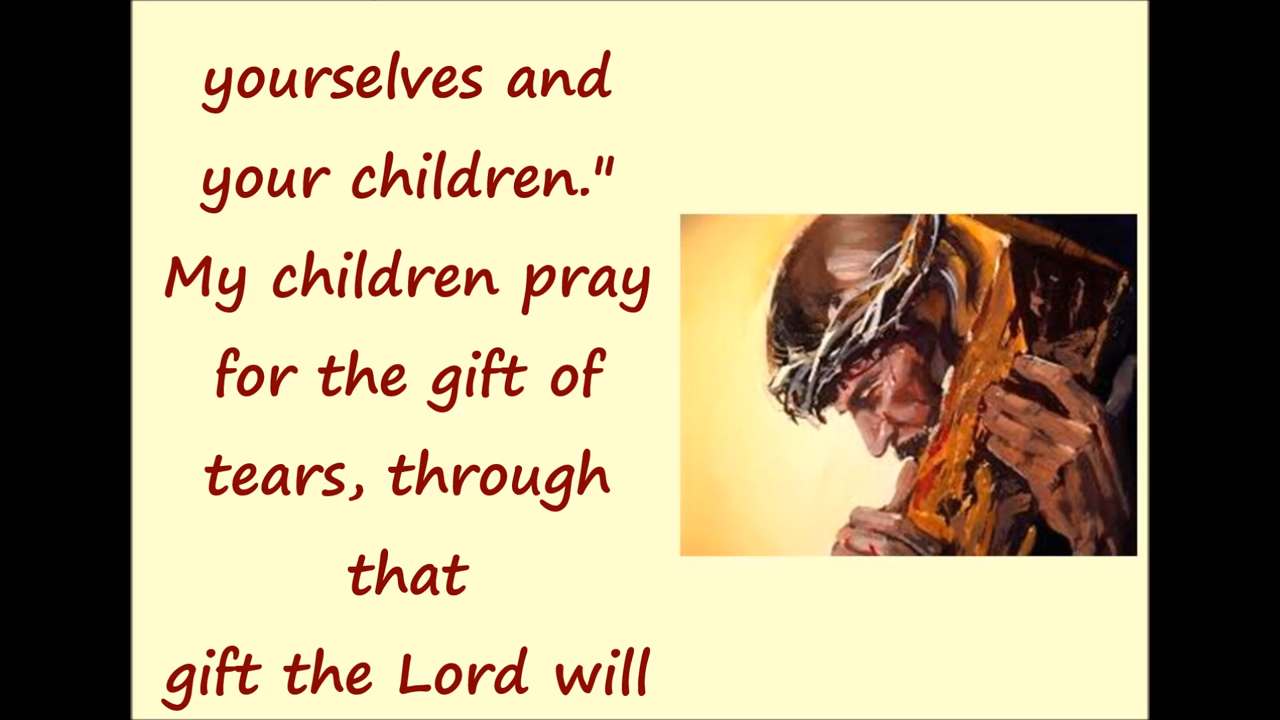 yourselves and
your children."
My children pray
for the gift of
tears, through
that
gift the Lord will